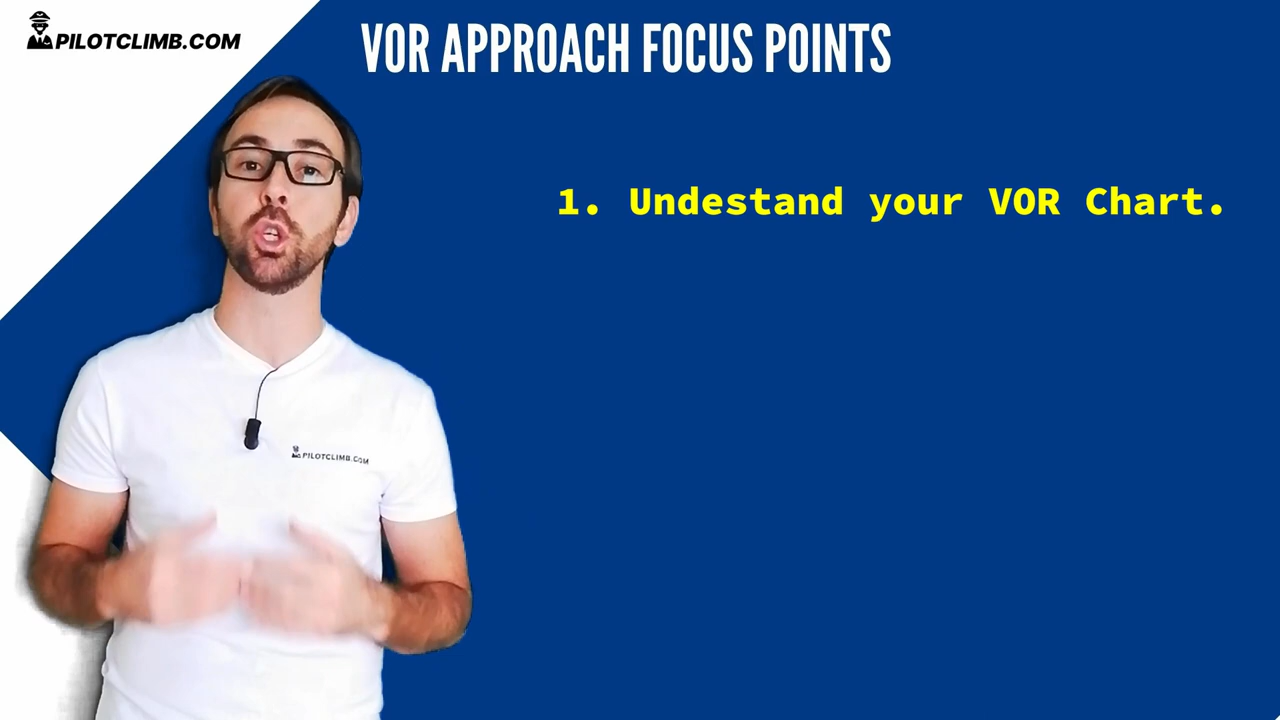 PILOTCLIMB.COM
VOR APPROACH FOCUS POINTS
1. Undestand your VOR Chart.
PILOTCLIMB.COM